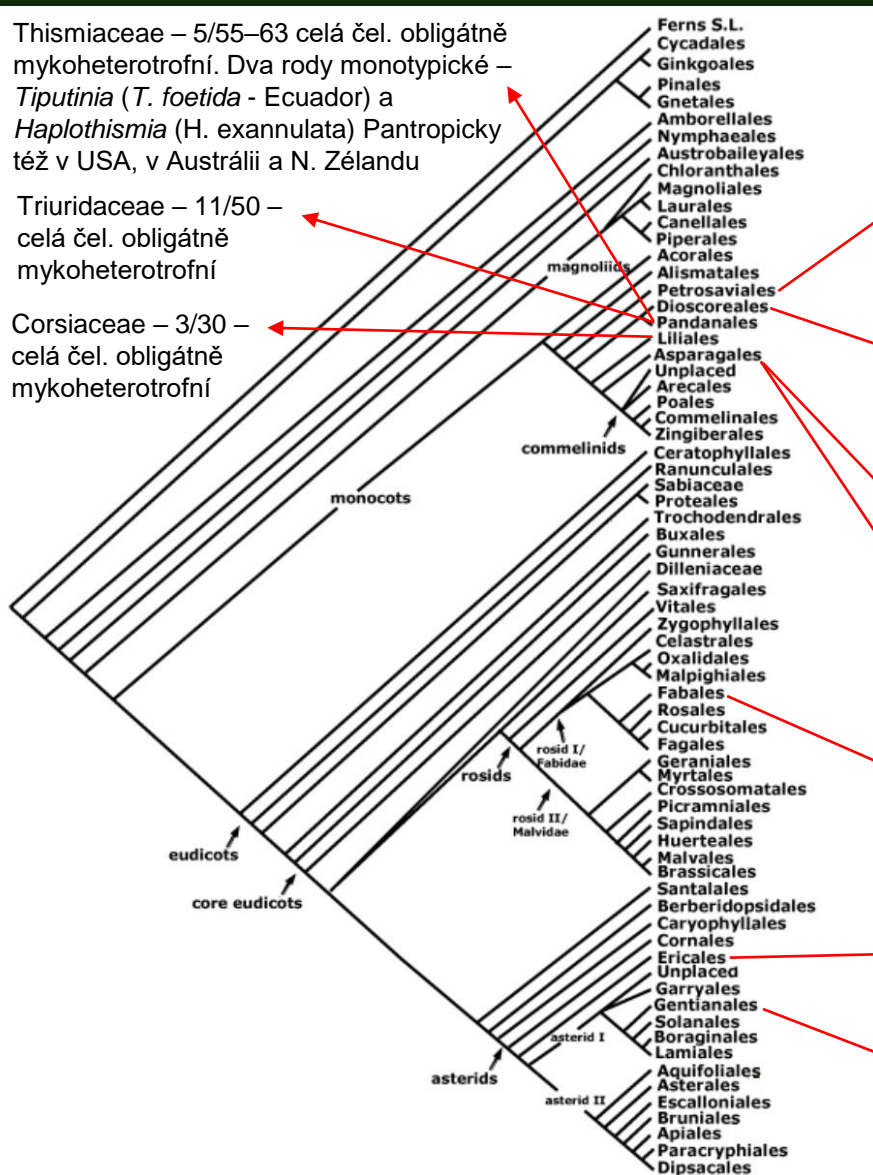 Thismiaceae – 5/55–63 celá čel. obligátně
mykoheterotrofní. Dva rody monotypické –
Tiputinia (T. foetida - Ecuador) a
Haplothismia (H. exannulata) Pantropicky
též v USA, v Austrálii a N. Zélandu
Triuridaceae – 11/50 –
celá čel. obligátně
mykoheterotrofní
Corsiaceae – 3/30 –
celá čel. obligátně
mykoheterotrofní
Ferns S.L.
Cycadales
Ginkgoales
Pinales
Gnetales
Amborellales
Nymphaeales
Austrobaileyales
Chloranthales
Magnoliales
Laurales
Canellales
Piperales
magnoliids
Acorales
Alismatales
Petrosaviales
Dioscoreales
Pandanales
Liliales
Asparagales
Unplaced
Arecales
Poales
Commelinales
Zingiberales
commelinids
monocots
Ceratophyllales
Ranunculales
Sabiaceae
Proteales
Trochodendrales
Buxales
Gunnerales
Dilleniaceae
Saxifragales
Vitales
Zygophyllales
Celastrales
Oxalidales
Malpighiales
Fabales
Rosales
Cucurbitales
Fagales
rosid I/
Fabidae
rosids
Geraniales
Myrtales
Crossosomatales
Picramniales
Sapindales
Huerteales
Malvales
Brassicales
rosid II/
Malvidae
eudicots
core eudicots
Santalales
Berberidopsidales
Caryophyllales
Cornales
Ericales
Unplaced
Garryales
Gentianales
Solanales
Boraginales
Lamiales
asterid I
asterids
Aquifoliales
Asterales
Escalloniales
Bruniales
Apiales
Paracryphiales
Dipsacales
asterid II